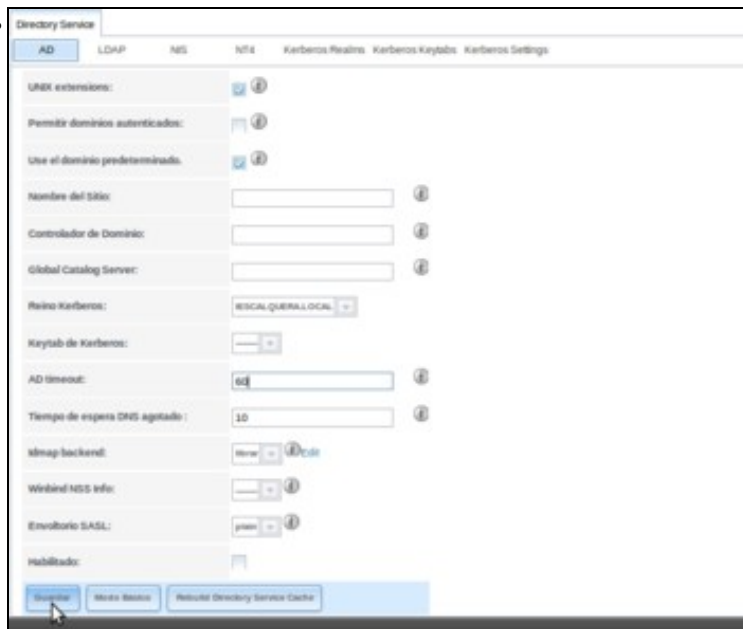 Directory Service
AD LDAP NIS NT4 Kerberos Realms Kerberos Keytabs Kerberos Settings
UNIX extensions:
Permitir dominios autenticados:
Use el dominio predeterminado.
Nombre del Sitio:
Controlador de Dominio:
Global Catalog Server:
Reino Kerberos: IESCALQUERA.LOCAL
Keytab de Kerberos: ------
AD timeout: 60
Tiempo de espera DNS agotado : 10
Idmap backend: Edit
Winbind NSS Info: ------
Envoltorio SASL: plain
Habilitado:
Guardar Modo Básico Rebuild Directory Service Cache